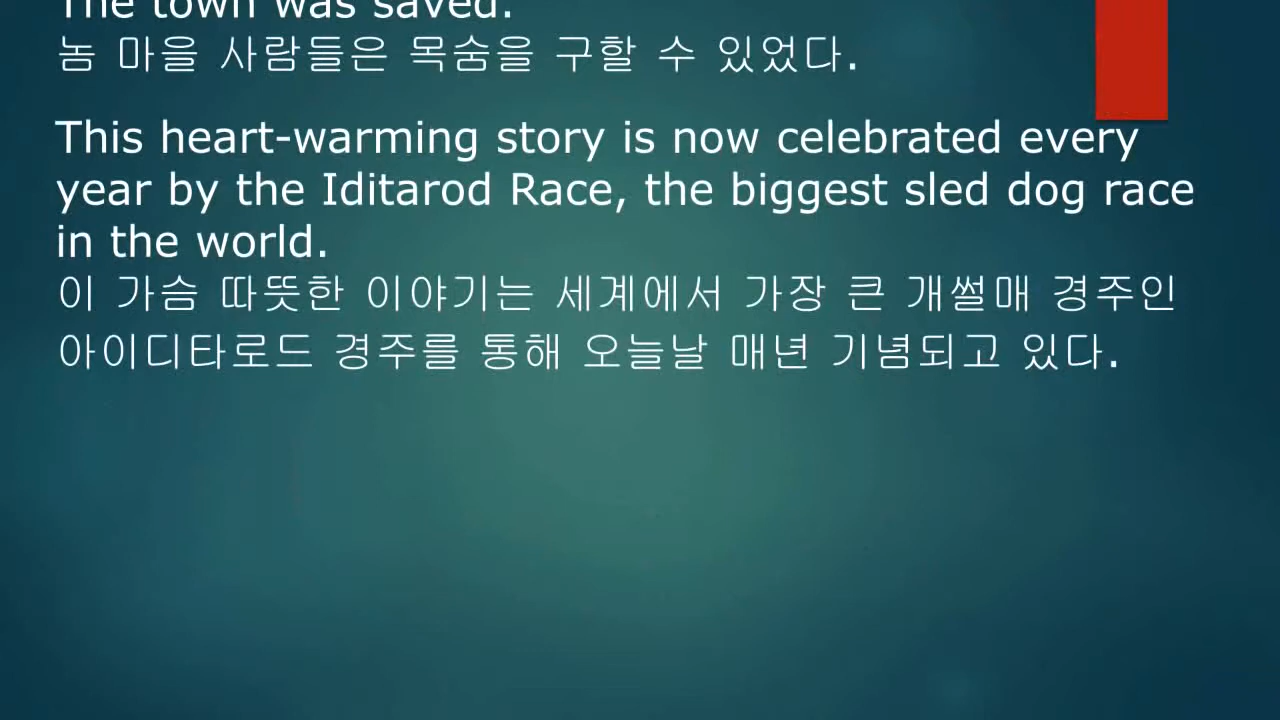 The town was saved.
놈 마을 사람들은 목숨을 구할 수 있었다.
This heart-warming story is now celebrated every
year by the Iditarod Race, the biggest sled dog race
in the world.
이 가슴 따뜻한 이야기는 세계에서 가장 큰 개썰매 경주인
아이디타로드 경주를 통해 오늘날 매년 기념되고 있다.